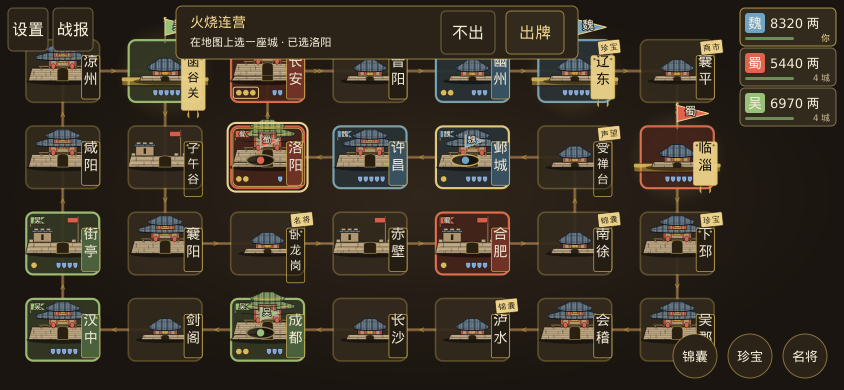 设置
战报
火烧连营
在地图上选一座城·已选洛阳
不出
出牌
魏 8320 两
你
蜀 5440 两
4 城
吴 6970 两
4 城
凉州
函谷关
长安
晋阳
幽州
魏
珍宝
辽东
商市
襄平
咸阳
子午谷
洛阳
许昌
邺城
声望
受禅台
蜀
临淄
街亭
襄阳
名将
卧龙岗
赤壁
合肥
锦囊
南徐
珍宝
下邳
汉中
剑阁
成都
长沙
锦囊
泸水
会稽
锦囊
珍宝
名将